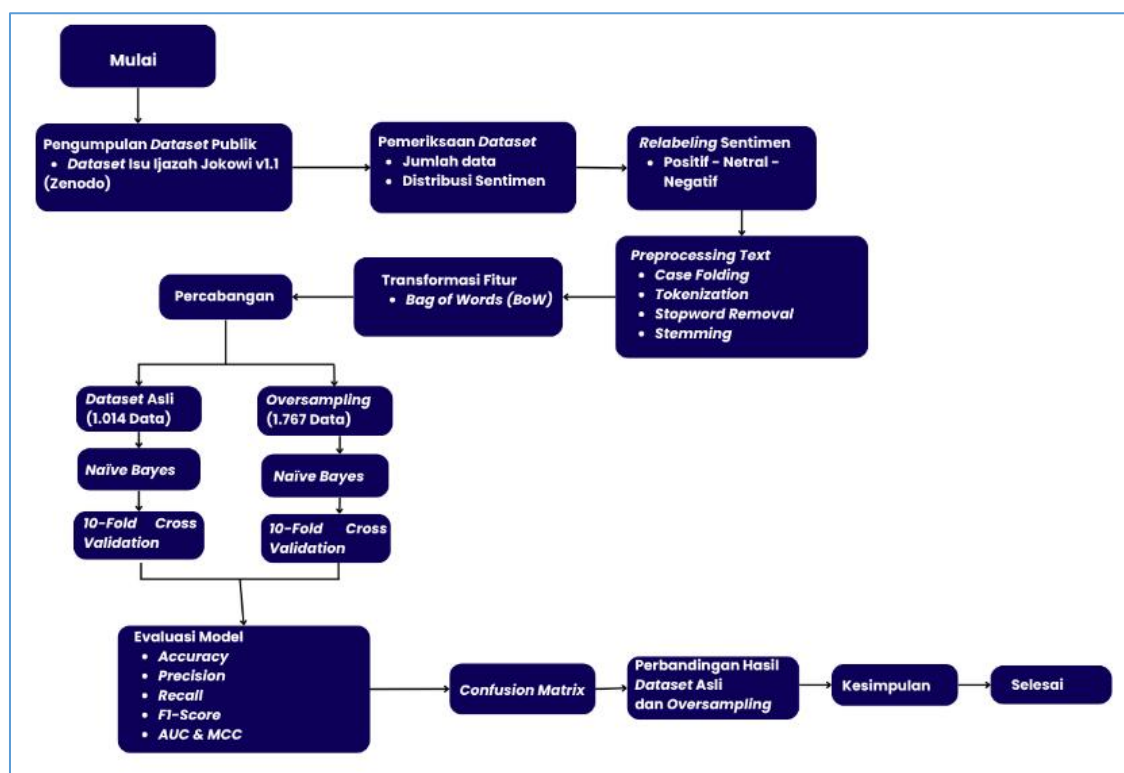 Mulai
Pengumpulan Dataset Publik
• Dataset Isu Ijazah Jokowi v1.1
(Zenodo)
Pemeriksaan Dataset
• Jumlah data
• Distribusi Sentimen
Relabeling Sentimen
• Positif - Netral -
Negatif
Preprocessing Text
• Case Folding
• Tokenization
• Stopword Removal
• Stemming
Transformasi Fitur
• Bag of Words (BoW)
Percabangan
Dataset Asli
(1.014 Data)
Naïve Bayes
10-Fold Cross
Validation
Oversampling
(1.767 Data)
Naïve Bayes
10-Fold Cross
Validation
Evaluasi Model
• Accuracy
• Precision
• Recall
• F1-Score
• AUC & MCC
Confusion Matrix
Perbandingan Hasil
Dataset Asli
dan Oversampling
Kesimpulan
Selesai